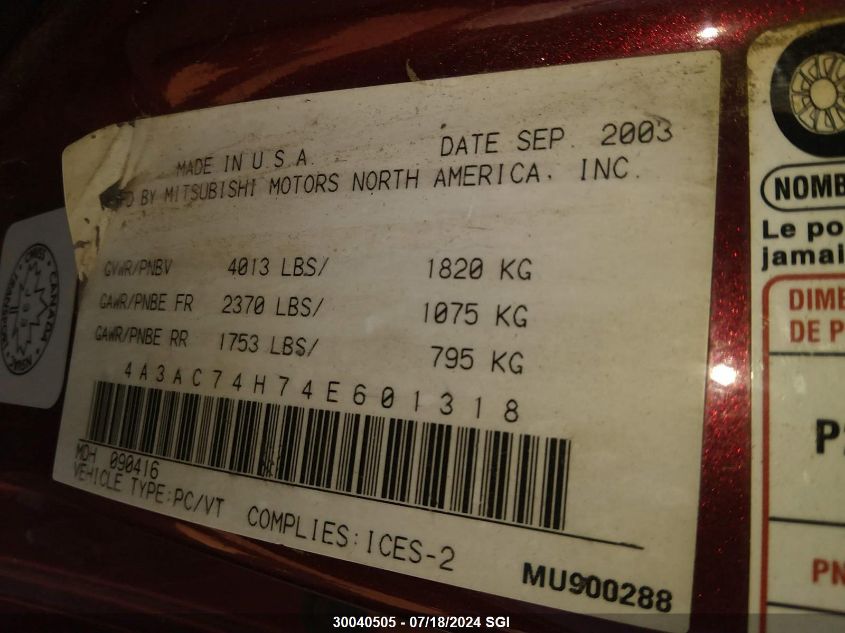 MADE IN U S A. DATE SEP. 2003
BY MITSUBISHI MOTORS NORTH AMERICA, INC.
GVWR/PNBV 4013 LBS/ 1820 KG
GAWR/PNBE FR 2370 LBS/ 1075 KG
GAWR/PNBE RR 1753 LBS/ 795 KG
4A3AC74H74E601318
MDH 090416
VEHICLE TYPE:PC/VT COMPLIES:ICES-2
MU900288
CANADA
NOMB
Le po
jamai
DIME
DE P
P
PN
30040505 - 07/18/2024 SGI